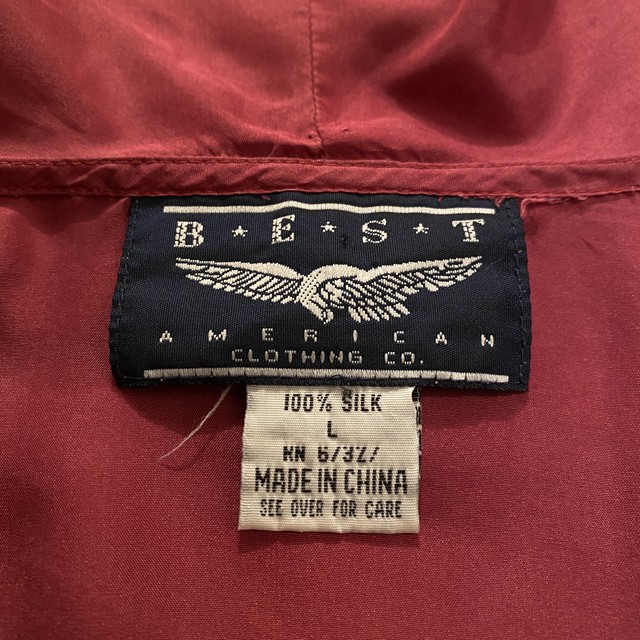 B★E★S★T
AMERICAN
CLOTHING CO.
100% SILK
L
RN 67327
MADE IN CHINA
SEE OVER FOR CARE